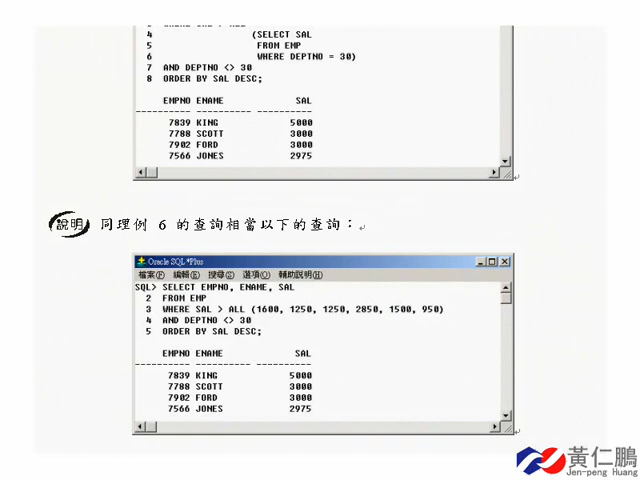 4 (SELECT SAL
5 FROM EMP
6 WHERE DEPTNO = 30)
7 AND DEPTNO <> 30
8 ORDER BY SAL DESC;
EMPNO ENAME SAL
---------- ---------- ----------
7839 KING 5000
7788 SCOTT 3000
7902 FORD 3000
7566 JONES 2975
說明 同理例 6 的查詢相當以下的查詢：
Oracle SQL*Plus
檔案(F) 編輯(E) 搜尋(S) 選項(O) 輔助說明(H)
SQL> SELECT EMPNO, ENAME, SAL
2 FROM EMP
3 WHERE SAL > ALL (1600, 1250, 1250, 2850, 1500, 950)
4 AND DEPTNO <> 30
5 ORDER BY SAL DESC;
EMPNO ENAME SAL
---------- ---------- ----------
7839 KING 5000
7788 SCOTT 3000
7902 FORD 3000
7566 JONES 2975
黃仁鵬
Jen-peng Huang